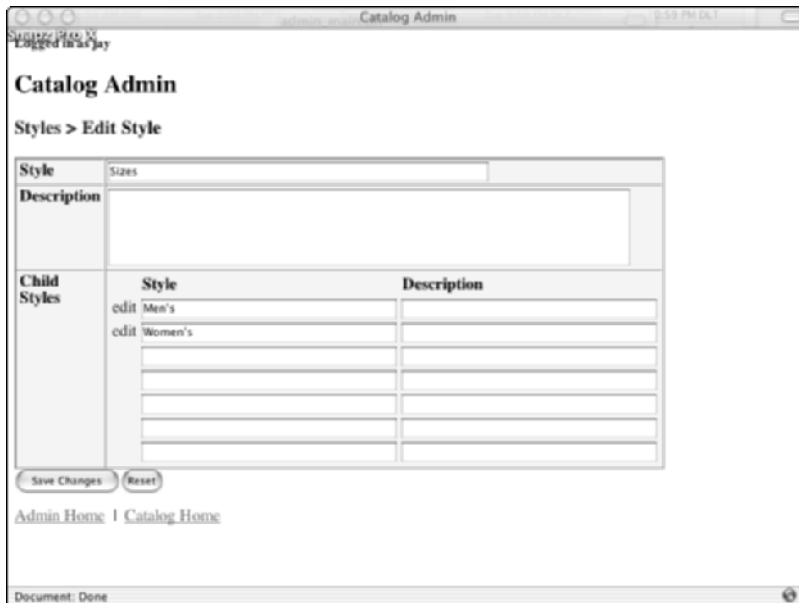 Catalog Admin
Logged in as jay
Catalog Admin
Styles > Edit Style
Style Sizes
Description
Child Styles
Style Description
edit Men's
edit Women's
Save Changes Reset
Admin Home | Catalog Home
Document: Done